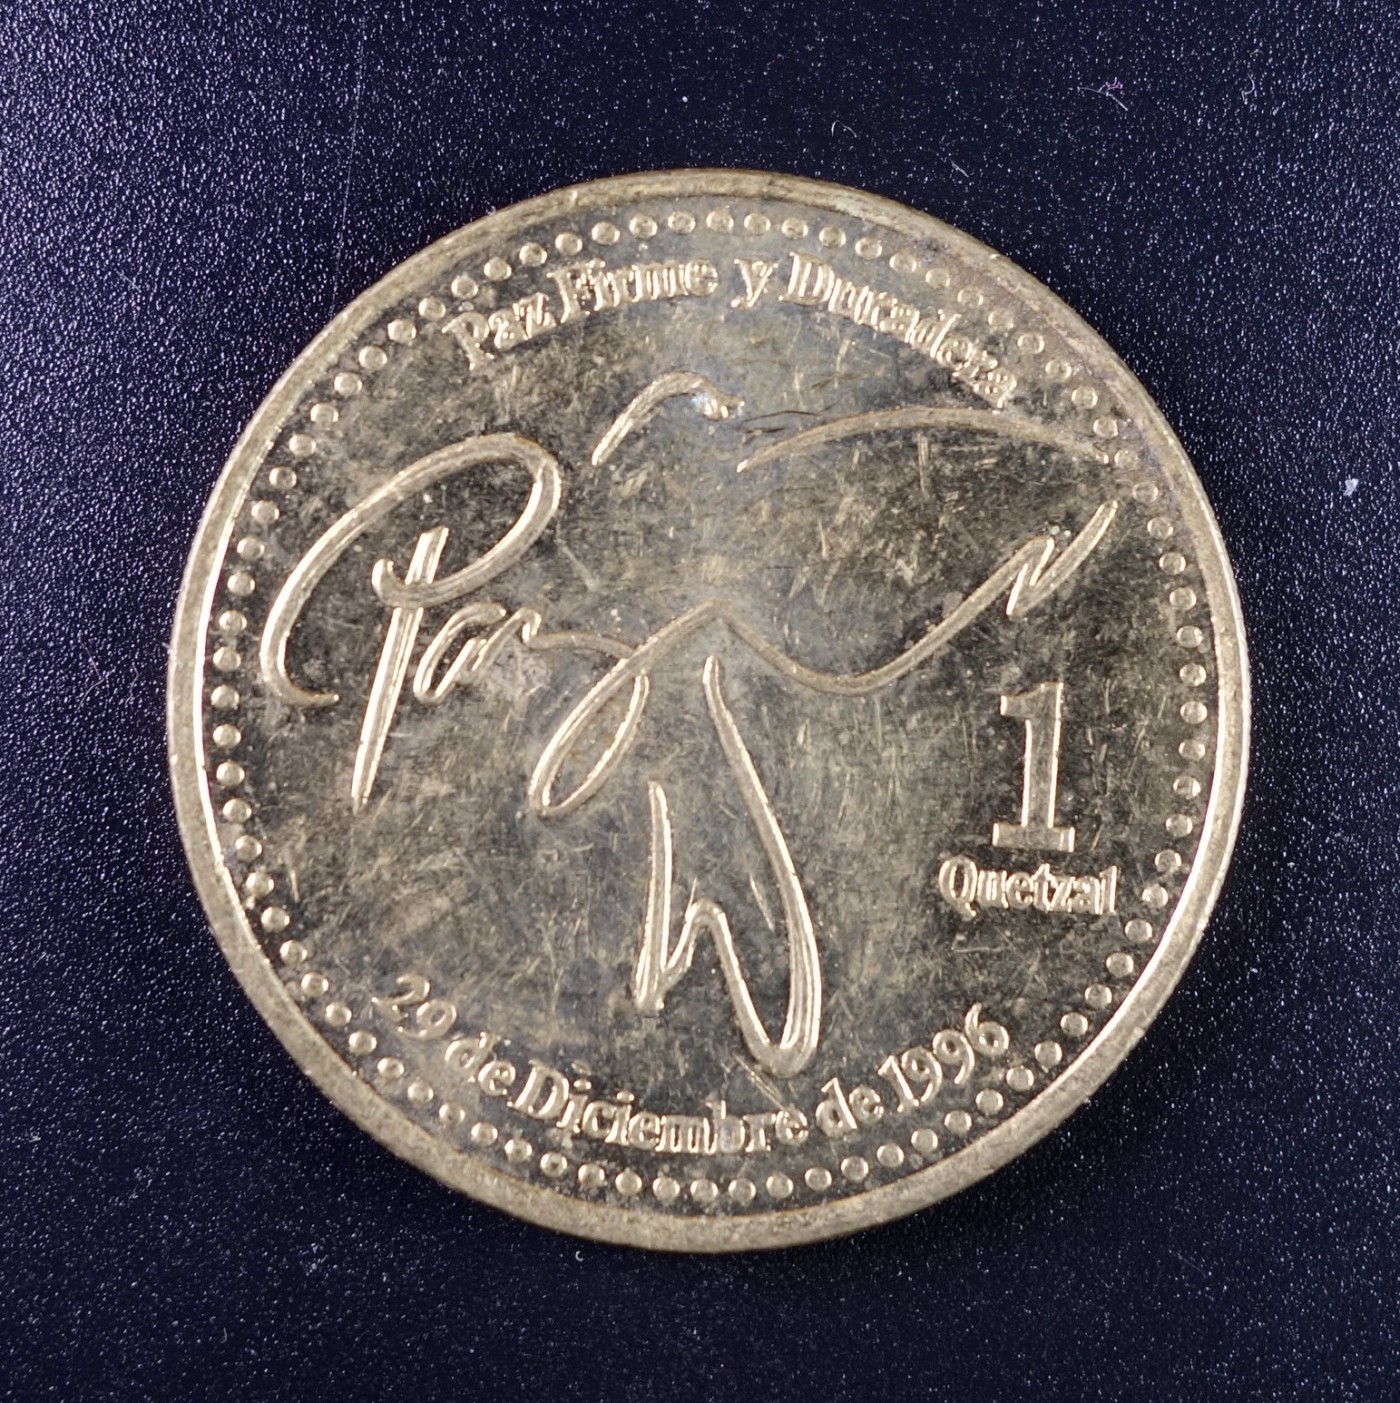 Paz Firme y Duradera
Paz
1
Quetzal
29 de Diciembre de 1996